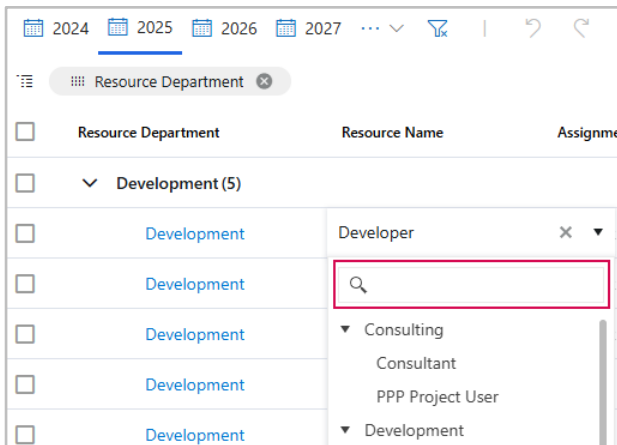 2024 2025 2026 2027 ...
Resource Department
Resource Department Resource Name Assignme
Development (5)
Development Developer
Development
Development Consulting
Consultant
Development PPP Project User
Development Development